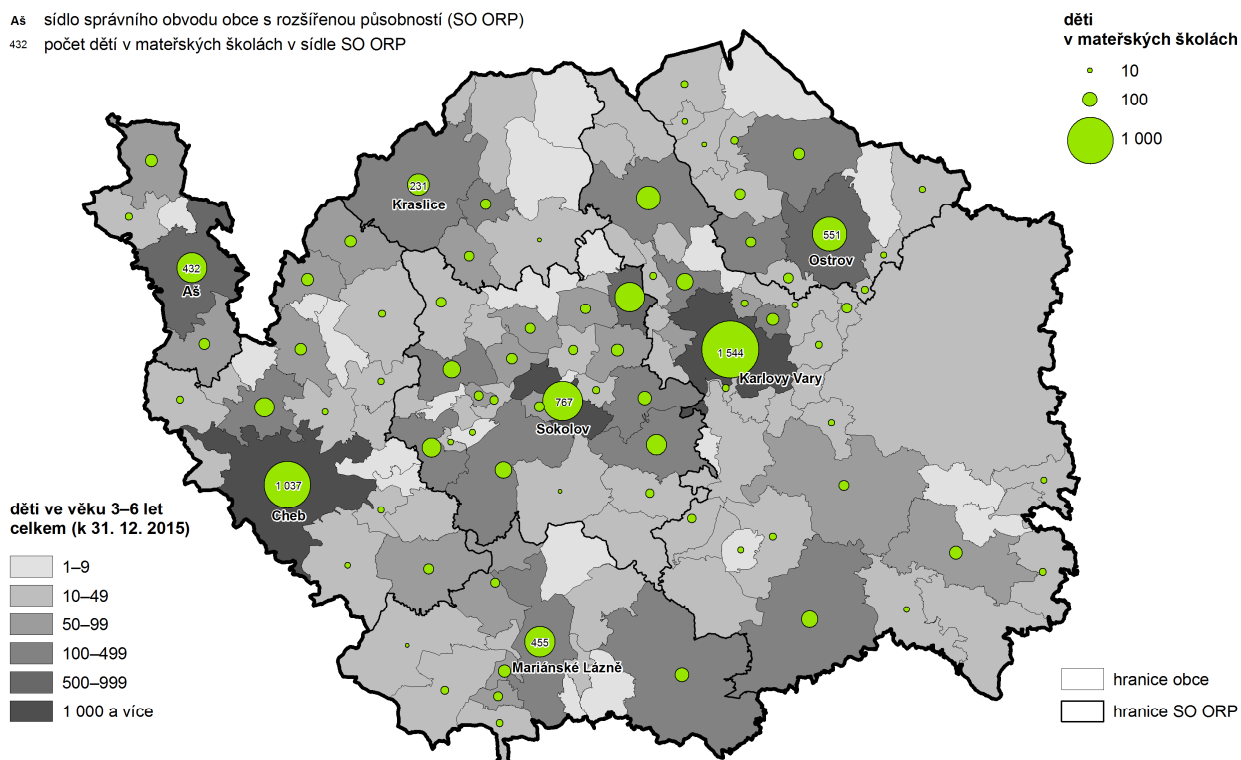 Aš sídlo správního obvodu obce s rozšířenou působností (SO ORP)
432 počet dětí v mateřských školách v sídle SO ORP
děti
v mateřských školách
10
100
1 000
231
Kraslice
551
Ostrov
432
Aš
1 544
Karlovy Vary
767
Sokolov
1 037
Cheb
455
Mariánské Lázně
děti ve věku 3–6 let
celkem (k 31. 12. 2015)
1–9
10–49
50–99
100–499
500–999
1 000 a více
hranice obce
hranice SO ORP